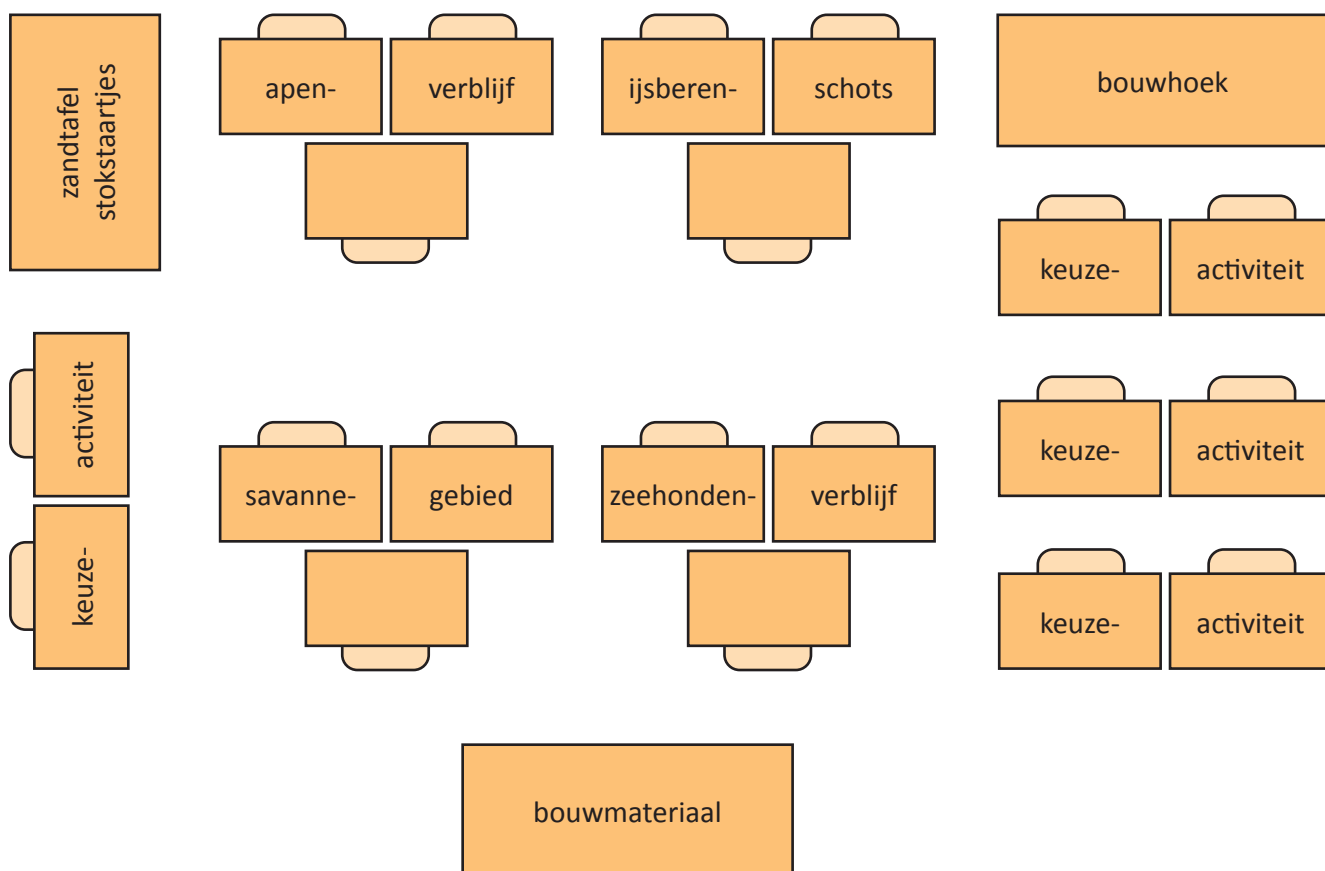 zandtafel
stokstaartjes
apen-
verblijf
ijsberen-
schots
bouwhoek
keuze-
activiteit
activiteit
keuze-
savanne-
gebied
zeehonden-
verblijf
keuze-
activiteit
keuze-
activiteit
bouwmateriaal